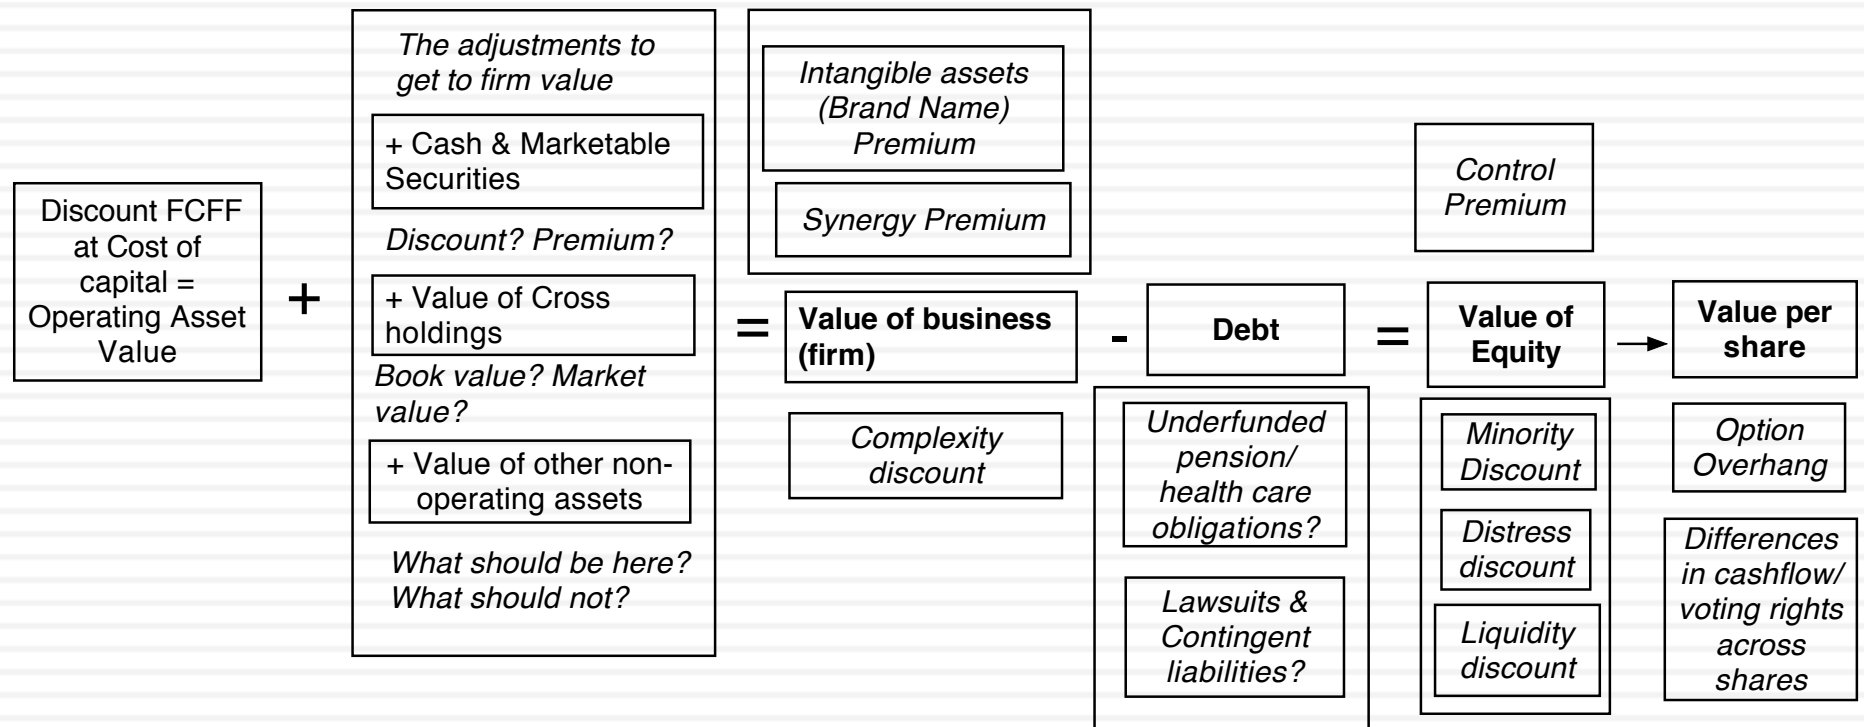 Discount FCFF
at Cost of
capital =
Operating Asset
Value
+
The adjustments to
get to firm value
+ Cash & Marketable
Securities
Discount? Premium?
+ Value of Cross
holdings
Book value? Market
value?
+ Value of other non-
operating assets
What should be here?
What should not?
=
Intangible assets
(Brand Name)
Premium
Synergy Premium
Value of business
(firm)
Complexity
discount
-
Debt
Underfunded
pension/
health care
obligations?
Lawsuits &
Contingent
liabilities?
=
Control
Premium
Value of
Equity
Minority
Discount
Distress
discount
Liquidity
discount
Value per
share
Option
Overhang
Differences
in cashflow/
voting rights
across
shares